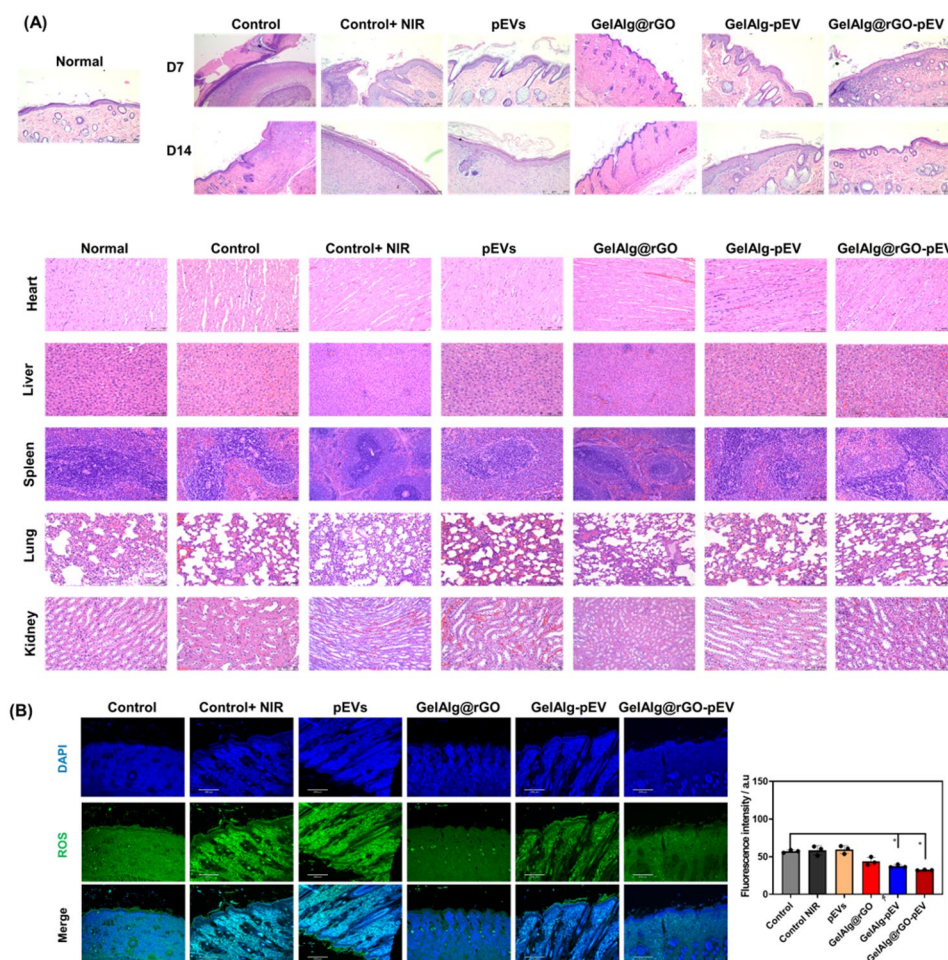 (A)
Control Control+ NIR pEVs GelAlg@rGO GelAlg-pEV GelAlg@rGO-pEV
Normal
D7
D14
Normal Control Control+ NIR pEVs GelAlg@rGO GelAlg-pEV GelAlg@rGO-pEV
Heart
Liver
Spleen
Lung
Kidney
(B)
Control Control+ NIR pEVs GelAlg@rGO GelAlg-pEV GelAlg@rGO-pEV
DAPI
ROS
Merge
Fluorescence intensity / a.u
150
100
50
0
Control
Control NIR
pEVs
GelAlg@rGO
GelAlg-pEV
GelAlg@rGO-pEV